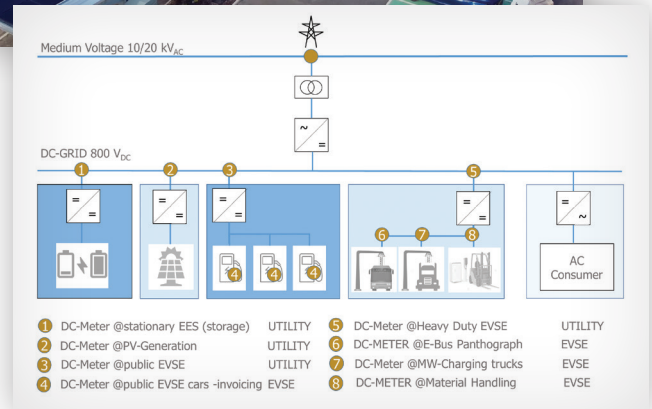 Medium Voltage 10/20 kVAC
~
=
DC-GRID 800 VDC
1 2 3 5
= = = = = = = = = ~
6 7 8
4 4 4
AC
Consumer
1 DC-Meter @stationary EES (storage) UTILITY
2 DC-Meter @PV-Generation UTILITY
3 DC-Meter @public EVSE UTILITY
4 DC-Meter @public EVSE cars -invoicing EVSE
5 DC-Meter @Heavy Duty EVSE UTILITY
6 DC-METER @E-Bus Panthograph EVSE
7 DC-Meter @MW-Charging trucks EVSE
8 DC-METER @Material Handling EVSE